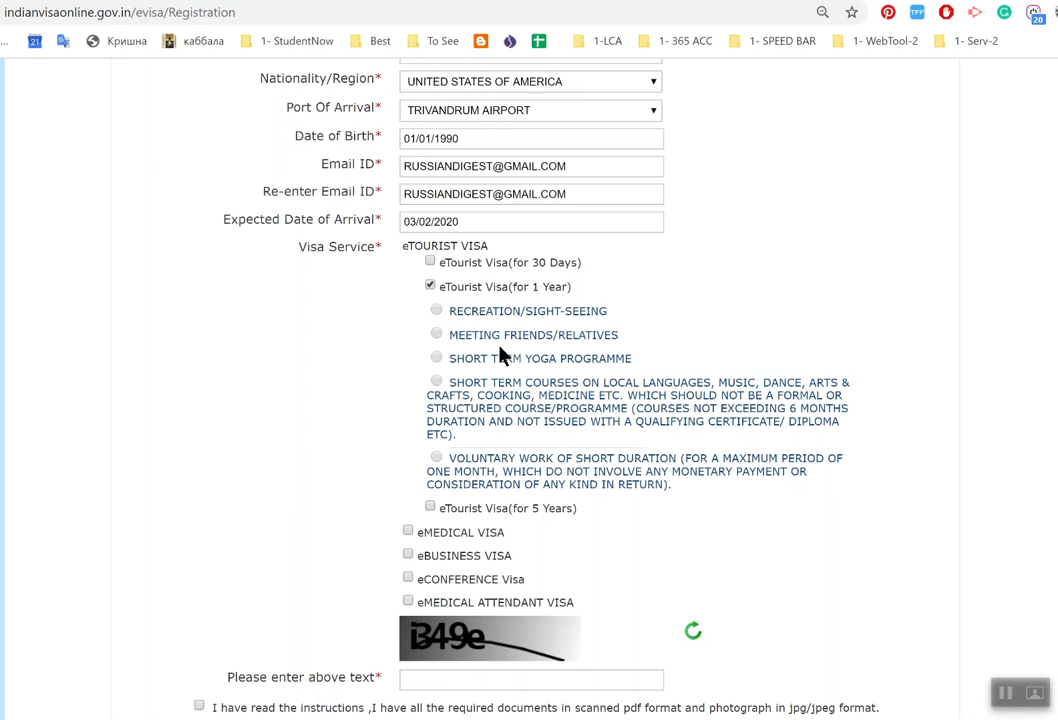 indianvisaonline.gov.in/evisa/Registration
20
... 21 Кришна каббала 1- StudentNow Best To See 1-LCA 1- 365 ACC 1- SPEED BAR 1- WebTool-2 1- Serv-2
Nationality/Region* UNITED STATES OF AMERICA
Port Of Arrival* TRIVANDRUM AIRPORT
Date of Birth* 01/01/1990
Email ID* RUSSIANDIGEST@GMAIL.COM
Re-enter Email ID* RUSSIANDIGEST@GMAIL.COM
Expected Date of Arrival* 03/02/2020
Visa Service* eTOURIST VISA
eTourist Visa(for 30 Days)
eTourist Visa(for 1 Year)
RECREATION/SIGHT-SEEING
MEETING FRIENDS/RELATIVES
SHORT TERM YOGA PROGRAMME
SHORT TERM COURSES ON LOCAL LANGUAGES, MUSIC, DANCE, ARTS &
CRAFTS, COOKING, MEDICINE ETC. WHICH SHOULD NOT BE A FORMAL OR
STRUCTURED COURSE/PROGRAMME (COURSES NOT EXCEEDING 6 MONTHS
DURATION AND NOT ISSUED WITH A QUALIFYING CERTIFICATE/ DIPLOMA
ETC).
VOLUNTARY WORK OF SHORT DURATION (FOR A MAXIMUM PERIOD OF
ONE MONTH, WHICH DO NOT INVOLVE ANY MONETARY PAYMENT OR
CONSIDERATION OF ANY KIND IN RETURN).
eTourist Visa(for 5 Years)
eMEDICAL VISA
eBUSINESS VISA
eCONFERENCE Visa
eMEDICAL ATTENDANT VISA
i349e
Please enter above text*
I have read the instructions ,I have all the required documents in scanned pdf format and photograph in jpg/jpeg format.